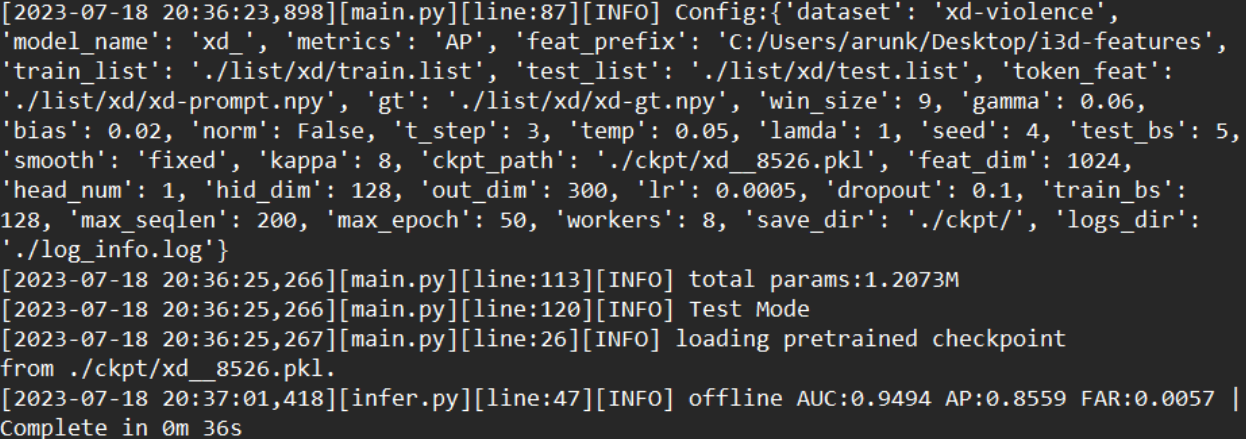 [2023-07-18 20:36:23,898][main.py][line:87][INFO] Config:{'dataset': 'xd-violence',
'model_name': 'xd_', 'metrics': 'AP', 'feat_prefix': 'C:/Users/arunk/Desktop/i3d-features',
'train_list': './list/xd/train.list', 'test_list': './list/xd/test.list', 'token_feat':
'./list/xd/xd-prompt.npy', 'gt': './list/xd/xd-gt.npy', 'win_size': 9, 'gamma': 0.06,
'bias': 0.02, 'norm': False, 't_step': 3, 'temp': 0.05, 'lamda': 1, 'seed': 4, 'test_bs': 5,
'smooth': 'fixed', 'kappa': 8, 'ckpt_path': './ckpt/xd__8526.pkl', 'feat_dim': 1024,
'head_num': 1, 'hid_dim': 128, 'out_dim': 300, 'lr': 0.0005, 'dropout': 0.1, 'train_bs':
128, 'max_seqlen': 200, 'max_epoch': 50, 'workers': 8, 'save_dir': './ckpt/', 'logs_dir':
'./log_info.log'}
[2023-07-18 20:36:25,266][main.py][line:113][INFO] total params:1.2073M
[2023-07-18 20:36:25,266][main.py][line:120][INFO] Test Mode
[2023-07-18 20:36:25,267][main.py][line:26][INFO] loading pretrained checkpoint
from ./ckpt/xd__8526.pkl.
[2023-07-18 20:37:01,418][infer.py][line:47][INFO] offline AUC:0.9494 AP:0.8559 FAR:0.0057 |
Complete in 0m 36s